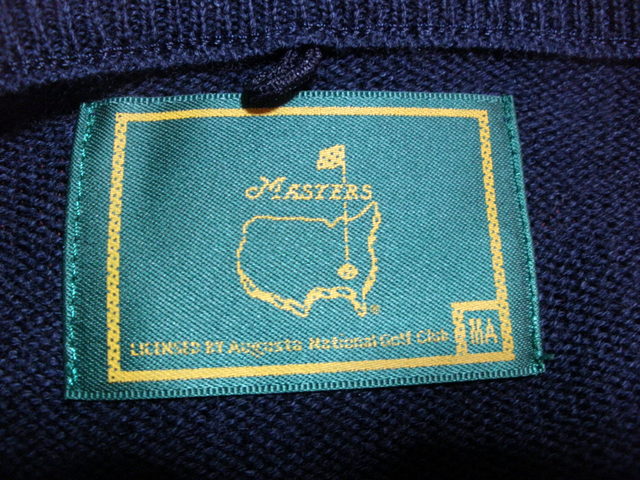 MASTERS
®
LICENSED BY Augusta National Golf Club